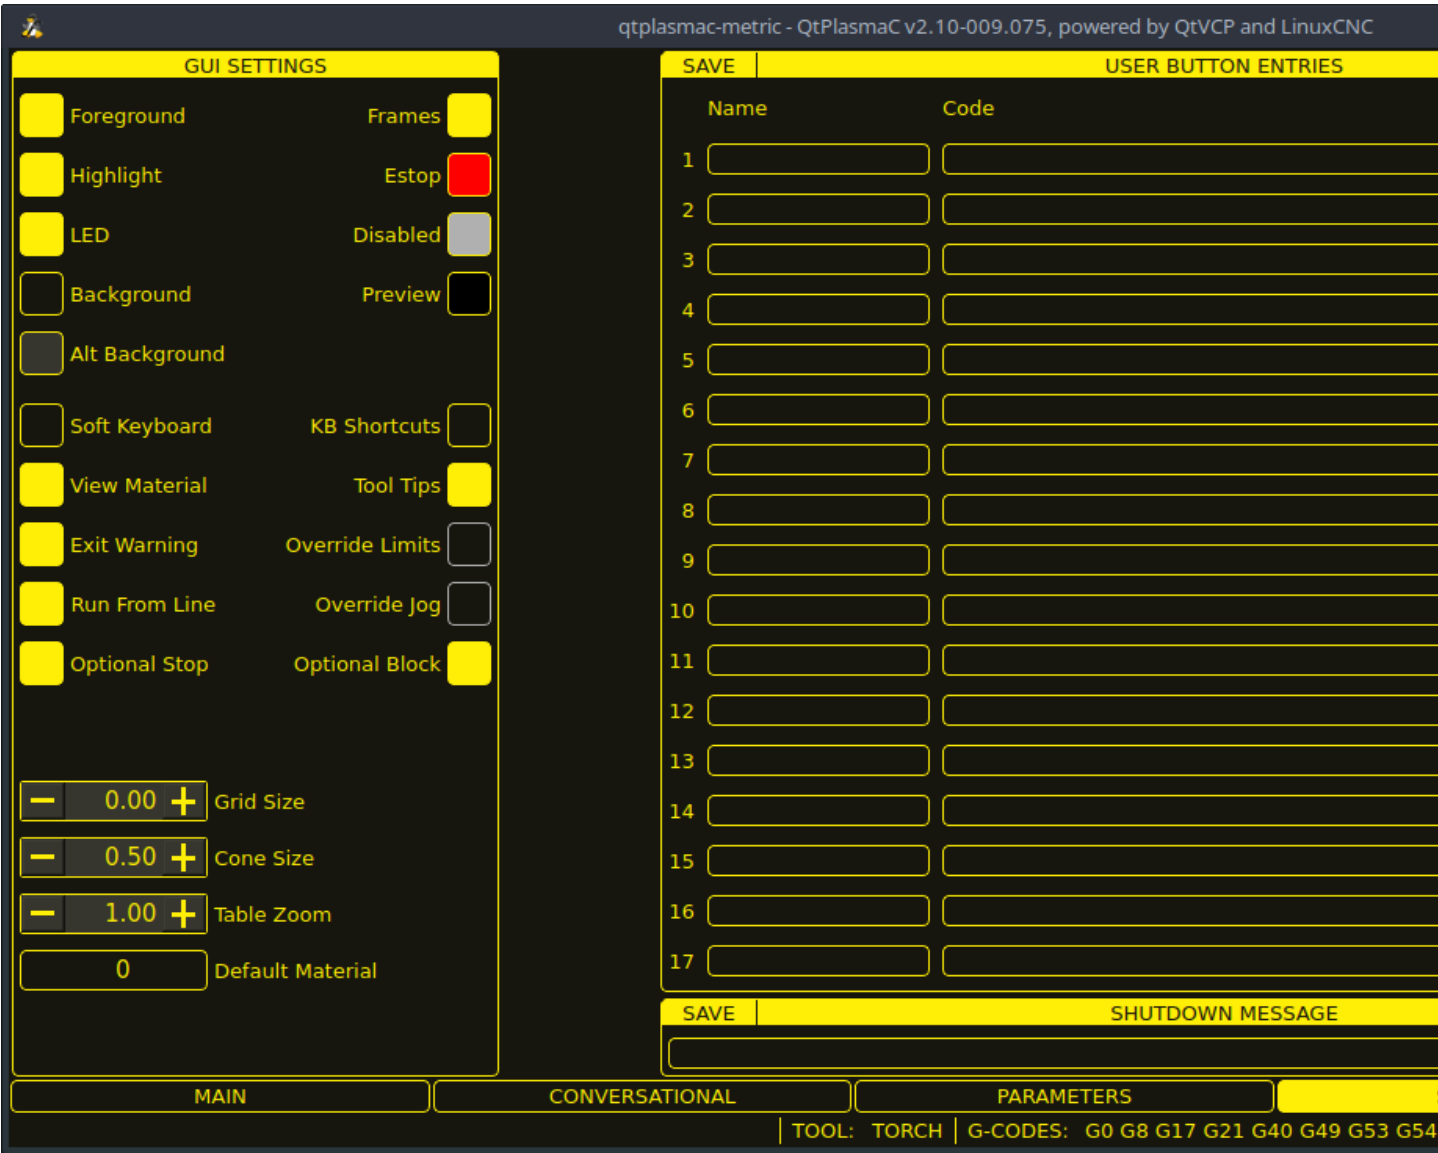 qtplasmac-metric - QtPlasmaC v2.10-009.075, powered by QtVCP and LinuxCNC
GUI SETTINGS
Foreground Frames
Highlight Estop
LED Disabled
Background Preview
Alt Background
Soft Keyboard KB Shortcuts
View Material Tool Tips
Exit Warning Override Limits
Run From Line Override Jog
Optional Stop Optional Block
0.00 Grid Size
0.50 Cone Size
1.00 Table Zoom
0 Default Material
SAVE USER BUTTON ENTRIES
Name Code
1
2
3
4
5
6
7
8
9
10
11
12
13
14
15
16
17
SAVE SHUTDOWN MESSAGE
MAIN CONVERSATIONAL PARAMETERS
TOOL: TORCH G-CODES: G0 G8 G17 G21 G40 G49 G53 G54